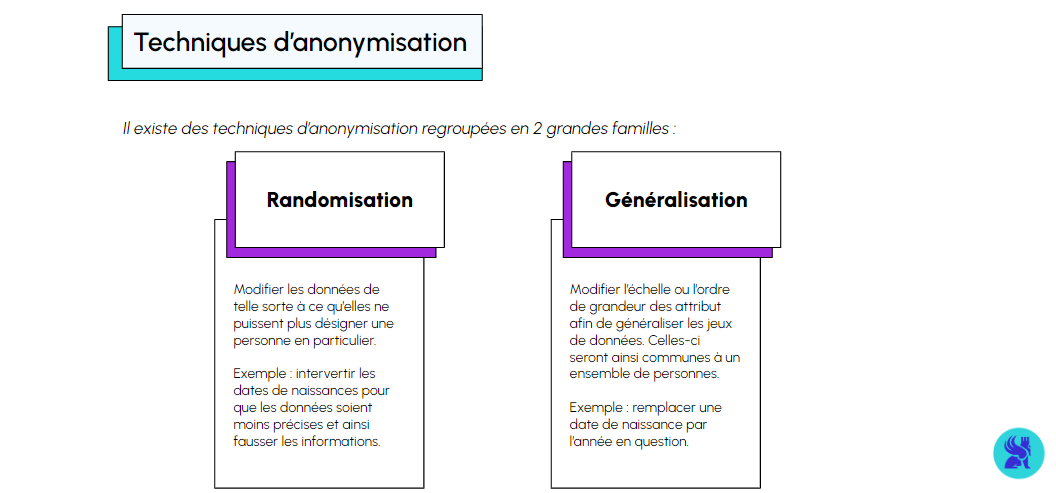 Techniques d'anonymisation
Il existe des techniques d'anonymisation regroupées en 2 grandes familles :
Randomisation
Modifier les données de
telle sorte à ce qu'elles ne
puissent plus désigner une
personne en particulier.
Exemple : intervertir les
dates de naissances pour
que les données soient
moins précises et ainsi
fausser les informations.
Généralisation
Modifier l'échelle ou l'ordre
de grandeur des attribut
afin de généraliser les jeux
de données. Celles-ci
seront ainsi communes à un
ensemble de personnes.
Exemple : remplacer une
date de naissance par
l'année en question.